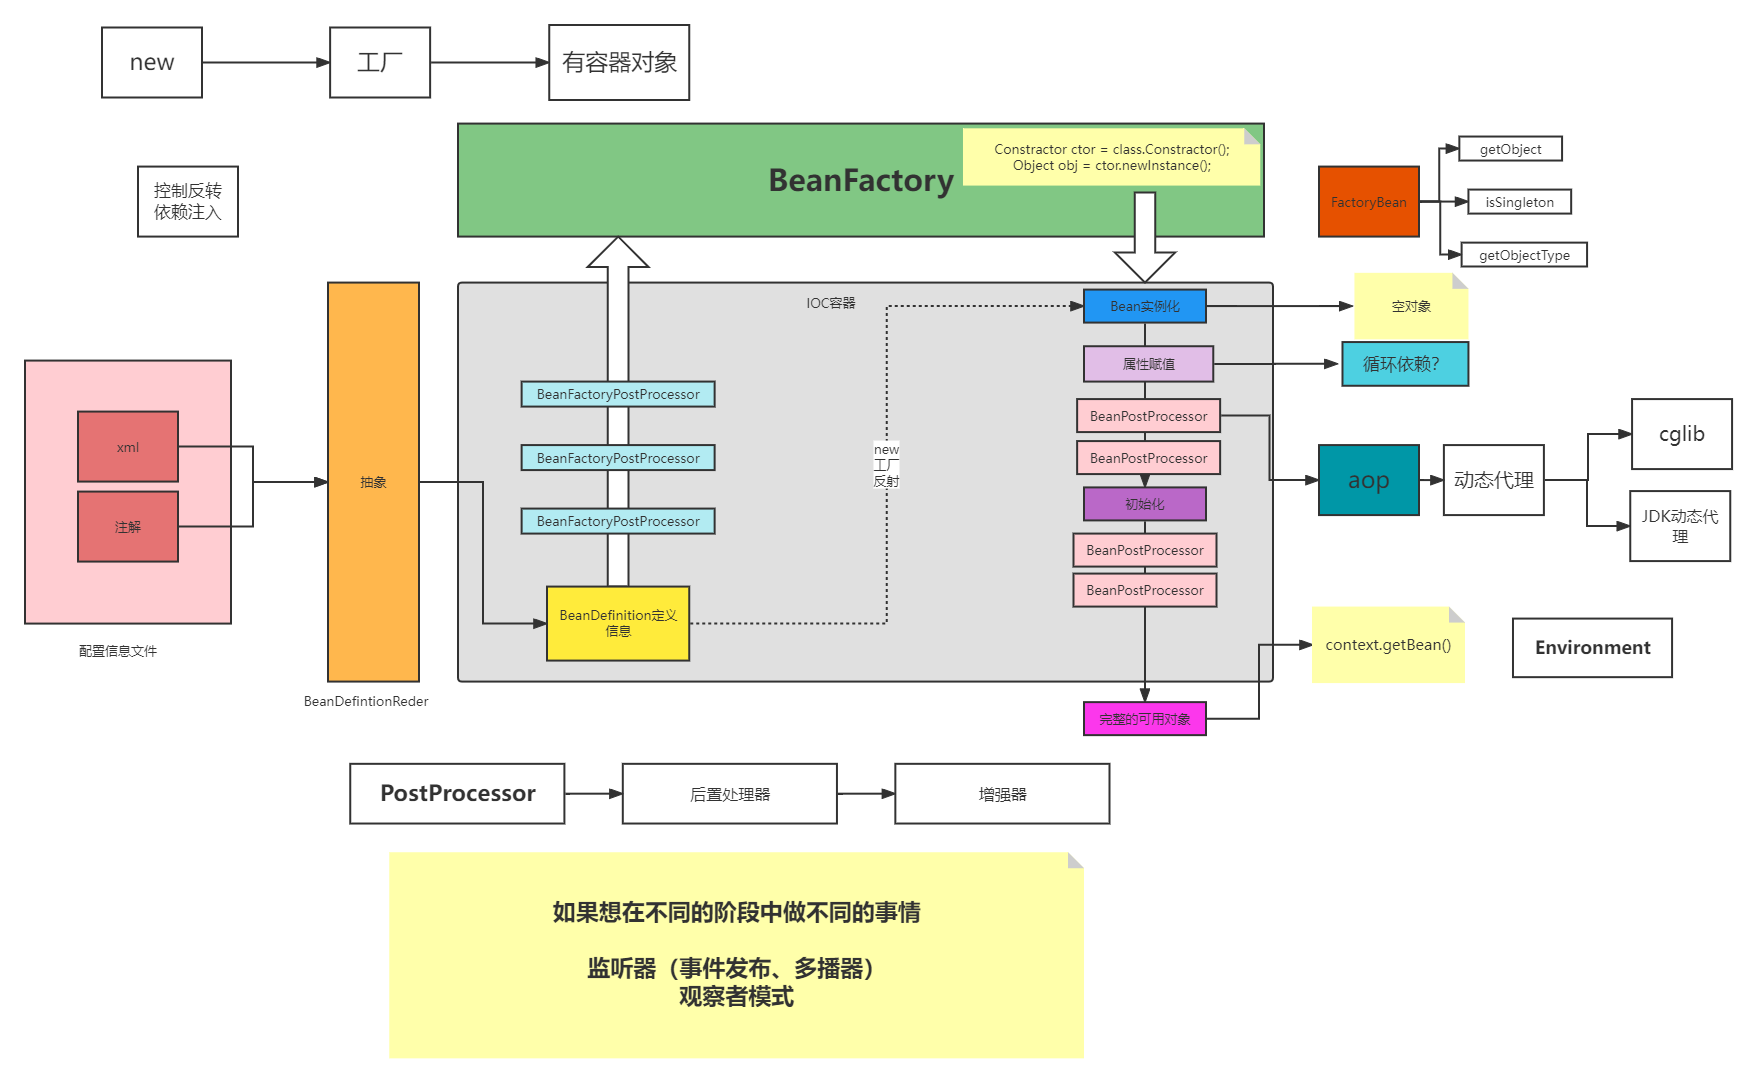 new
工厂
有容器对象
控制反转
依赖注入
BeanFactory
Constractor ctor = class.Constractor();
Object obj = ctor.newInstance();
FactoryBean
getObject
isSingleton
getObjectType
IOC容器
Bean实例化
空对象
属性赋值
循环依赖?
BeanFactoryPostProcessor
BeanFactoryPostProcessor
BeanFactoryPostProcessor
new
工厂
反射
BeanPostProcessor
BeanPostProcessor
初始化
BeanPostProcessor
BeanPostProcessor
aop
动态代理
cglib
JDK动态代
理
xml
注解
配置信息文件
抽象
BeanDefintionReder
BeanDefinition定义
信息
完整的可用对象
context.getBean()
Environment
PostProcessor
后置处理器
增强器
如果想在不同的阶段中做不同的事情
监听器（事件发布、多播器）
观察者模式